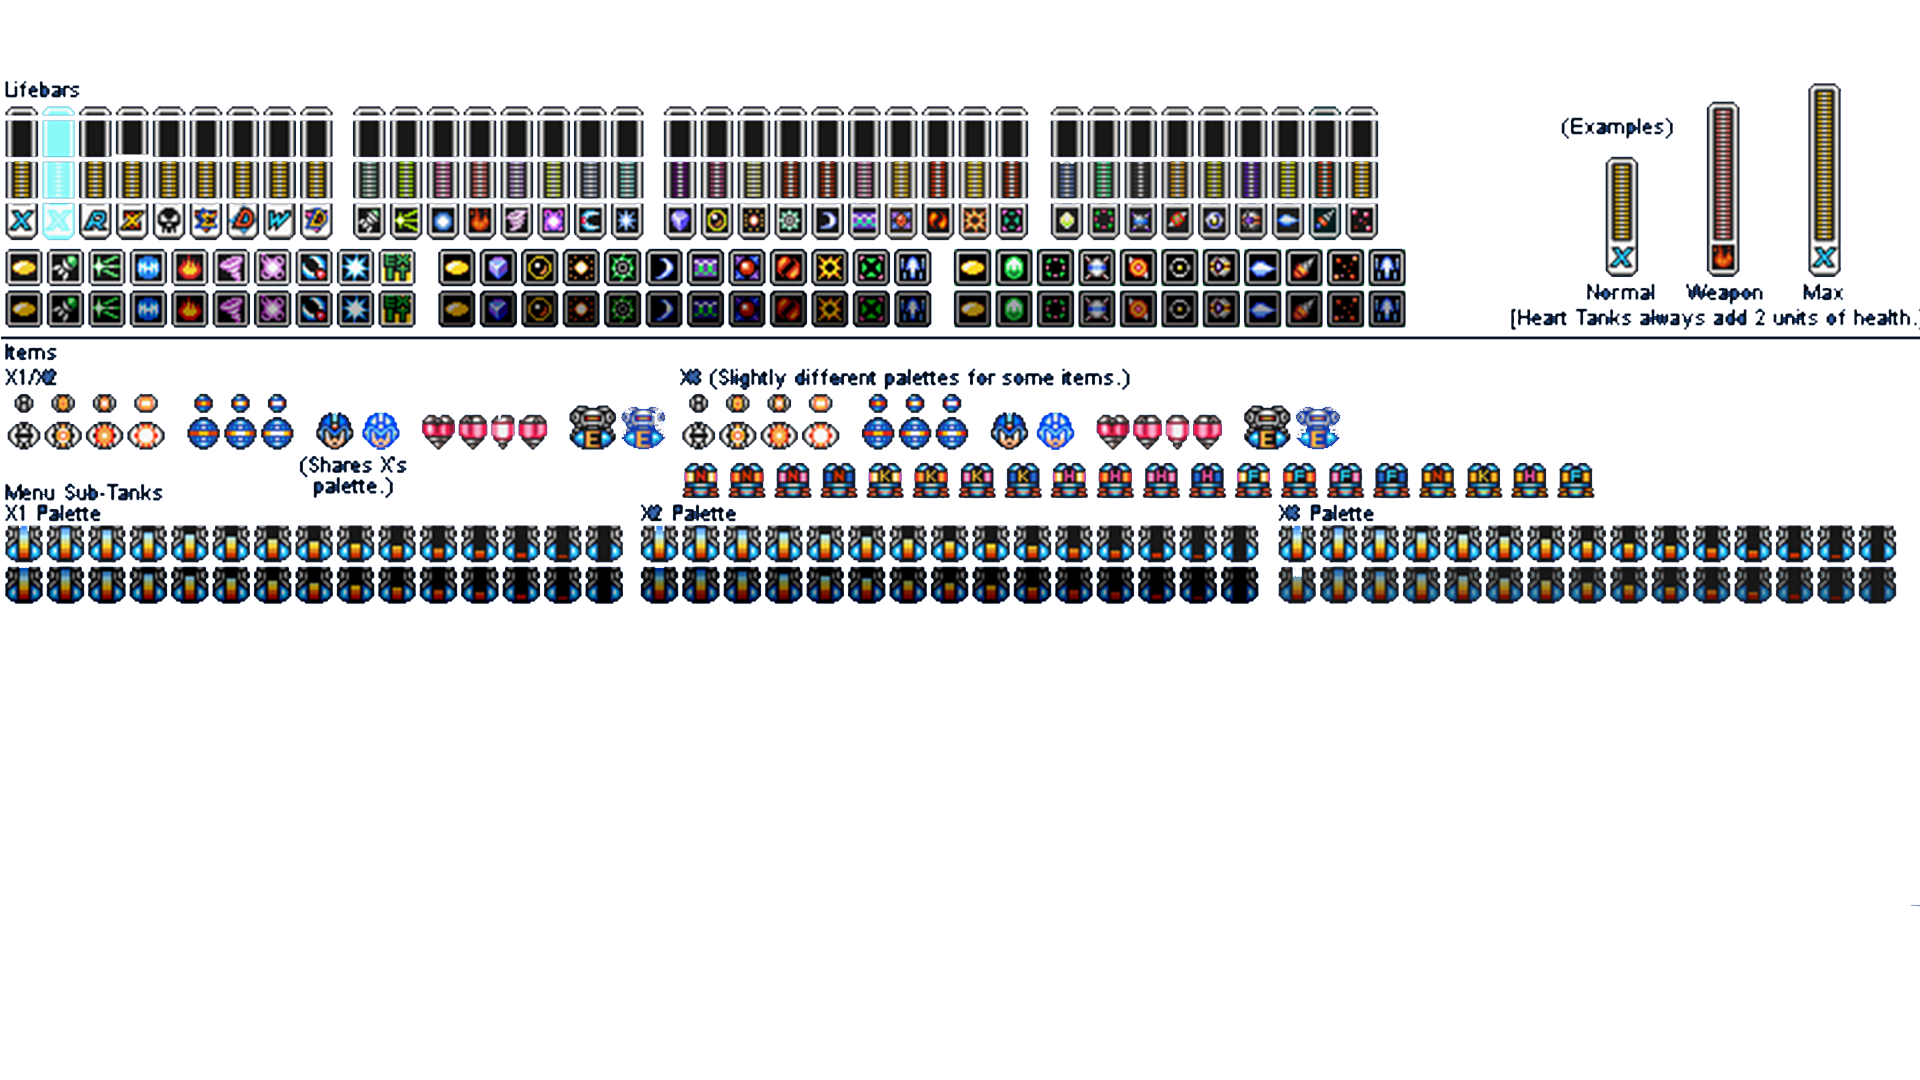 Lifebars
(Examples)
Normal Weapon Max
[Heart Tanks always add 2 units of health.]
Items
X1/X2
X3 (Slightly different palettes for some items.)
(Shares X's
palette.)
Menu Sub-Tanks
X1 Palette
X2 Palette
X3 Palette